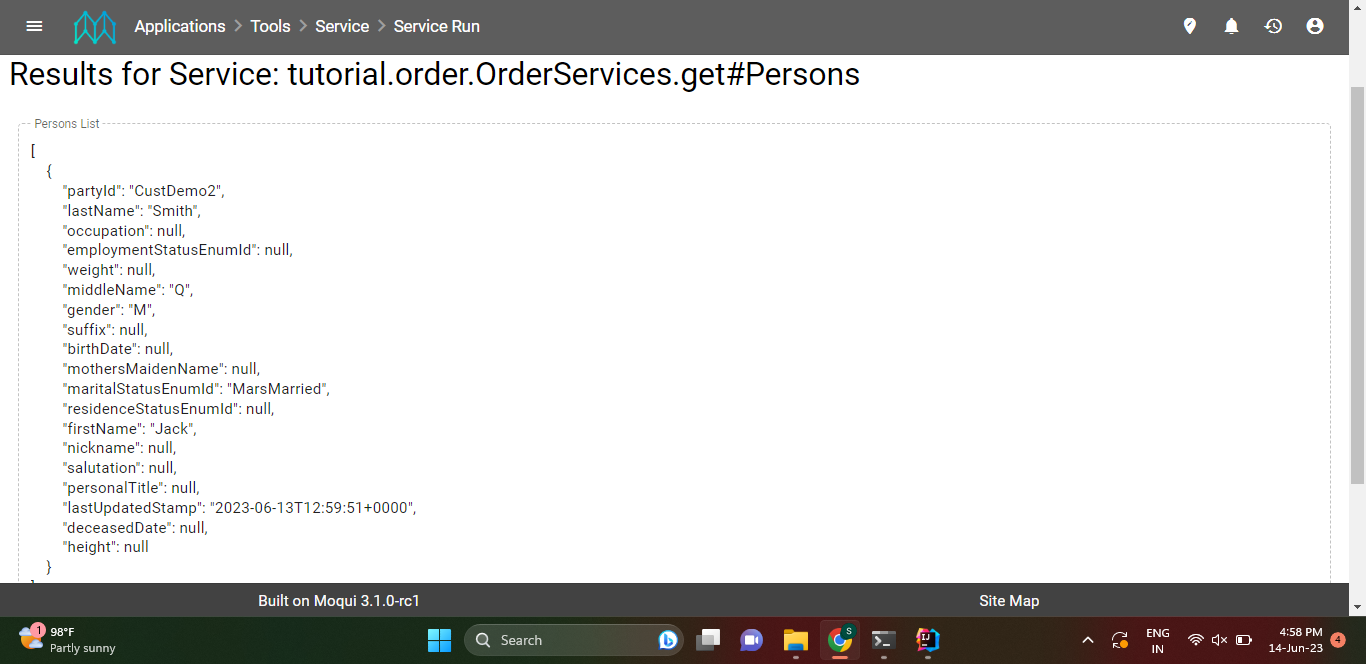 Applications > Tools > Service > Service Run
Results for Service: tutorial.order.OrderServices.get#Persons
Persons List
[
{
"partyId": "CustDemo2",
"lastName": "Smith",
"occupation": null,
"employmentStatusEnumId": null,
"weight": null,
"middleName": "Q",
"gender": "M",
"suffix": null,
"birthDate": null,
"mothersMaidenName": null,
"maritalStatusEnumId": "MarsMarried",
"residenceStatusEnumId": null,
"firstName": "Jack",
"nickname": null,
"salutation": null,
"personalTitle": null,
"lastUpdatedStamp": "2023-06-13T12:59:51+0000",
"deceasedDate": null,
"height": null
}
Built on Moqui 3.1.0-rc1 Site Map
1
98°F
Partly sunny
Search
S
IJ
ENG
IN
4:58 PM
14-Jun-23
4